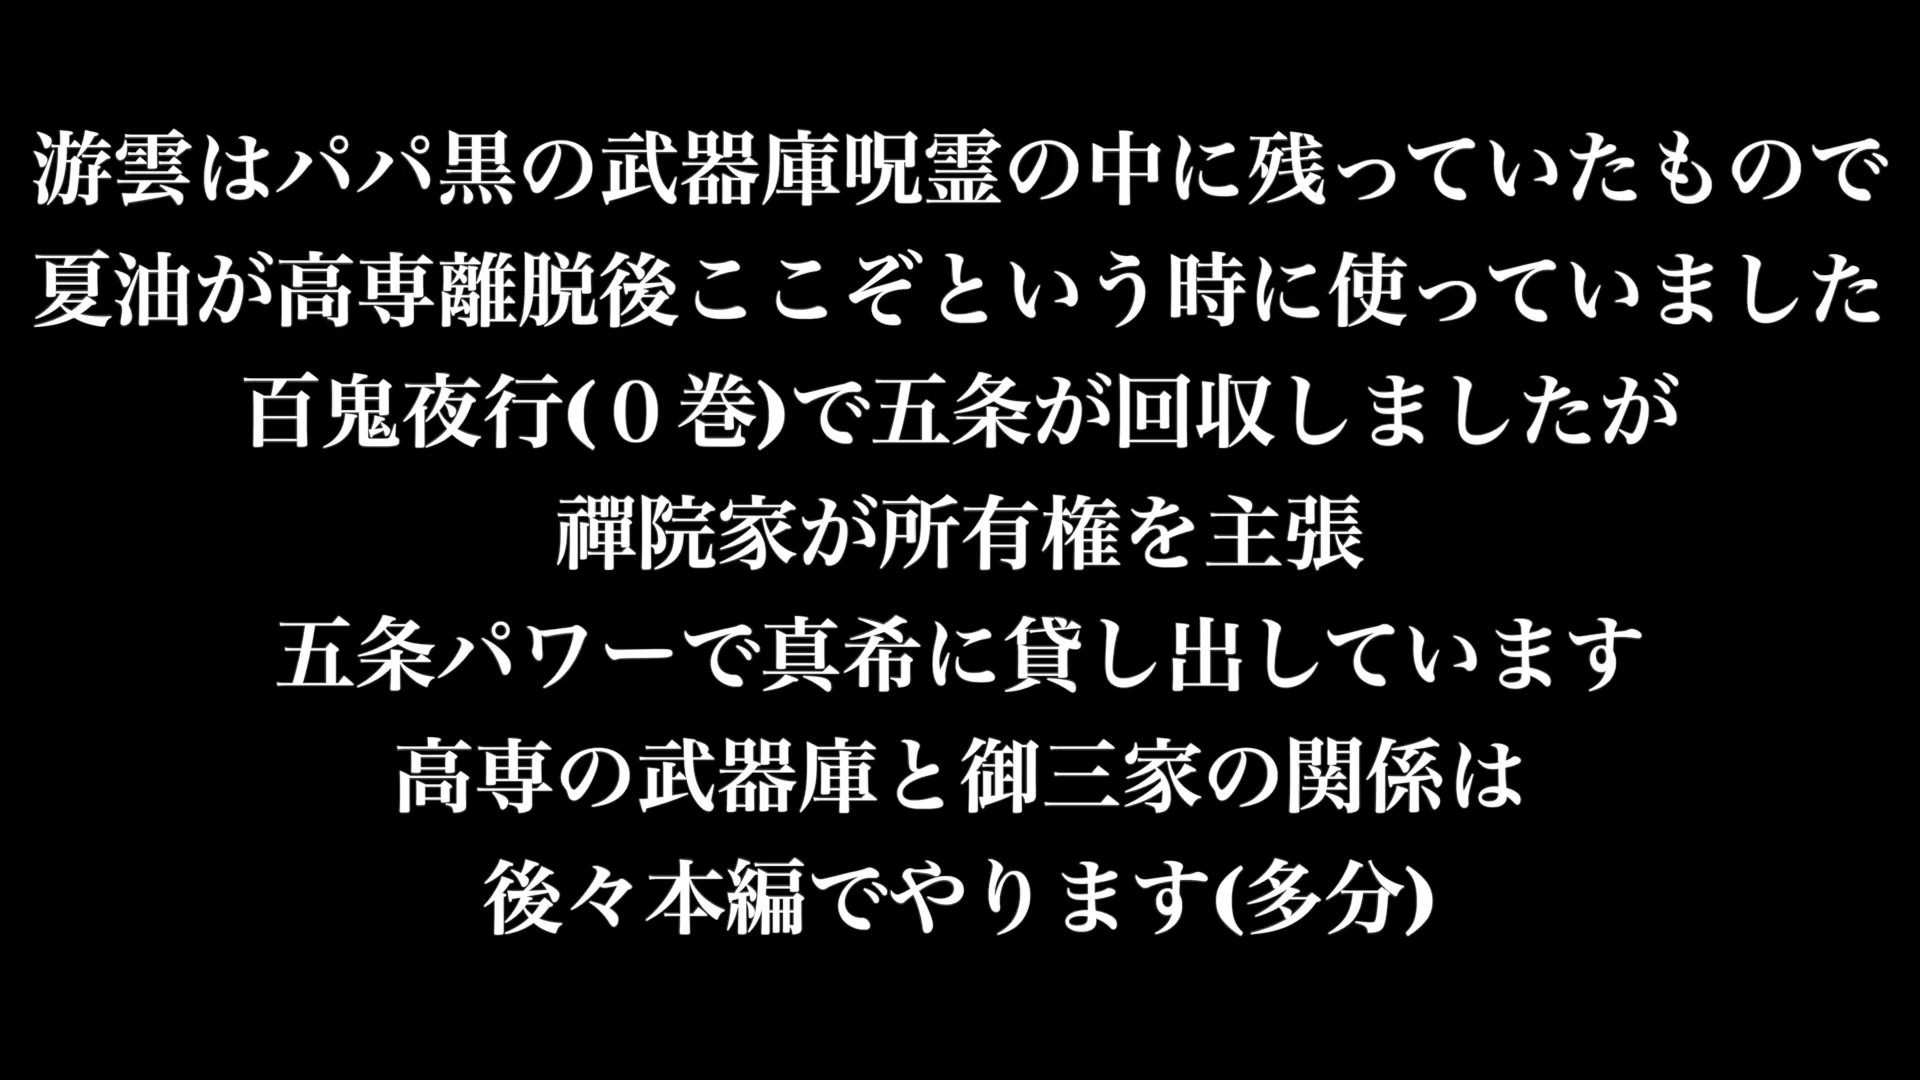 游雲はパパ黒の武器庫呪霊の中に残っていたもので
夏油が高専離脱後ここぞという時に使っていました
百鬼夜行(０巻)で五条が回収しましたが
禪院家が所有権を主張
五条パワーで真希に貸し出しています
高専の武器庫と御三家の関係は
後々本編でやります(多分)